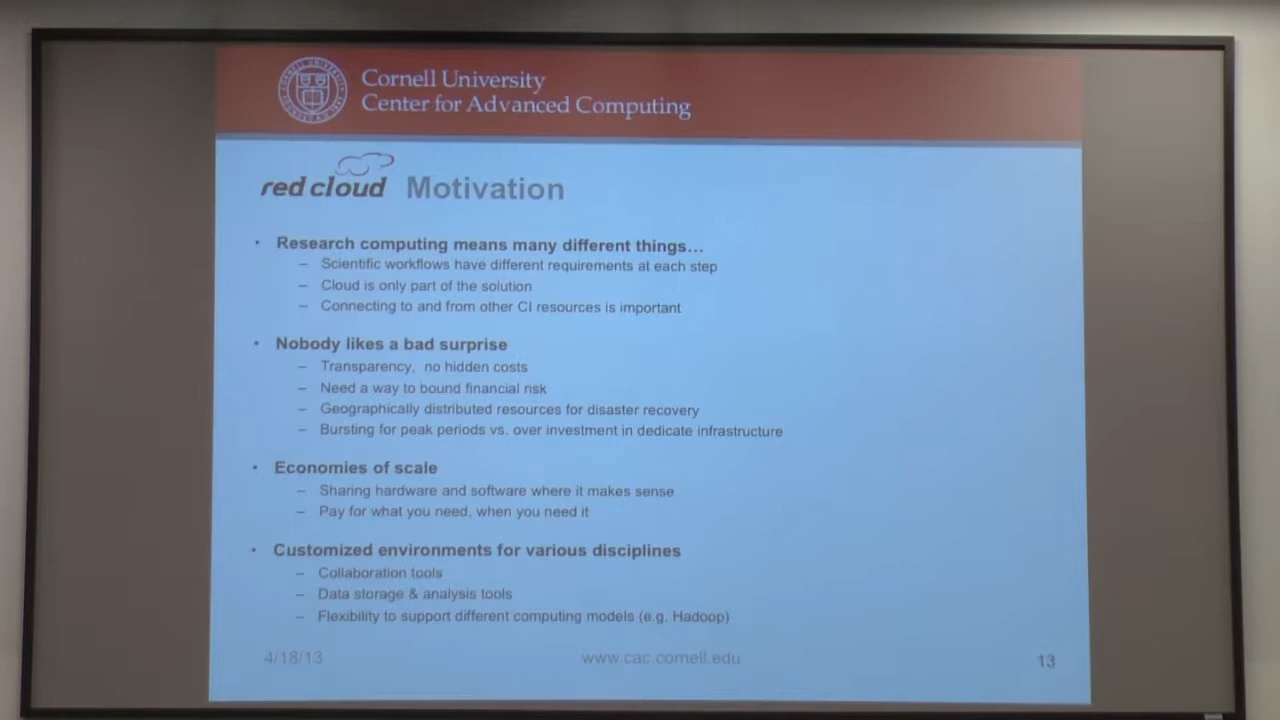 Cornell University
Center for Advanced Computing
red cloud Motivation
• Research computing means many different things…
– Scientific workflows have different requirements at each step
– Cloud is only part of the solution
– Connecting to and from other CI resources is important
• Nobody likes a bad surprise
– Transparency, no hidden costs
– Need a way to bound financial risk
– Geographically distributed resources for disaster recovery
– Bursting for peak periods vs. over investment in dedicate infrastructure
• Economies of scale
– Sharing hardware and software where it makes sense
– Pay for what you need, when you need it
• Customized environments for various disciplines
– Collaboration tools
– Data storage & analysis tools
– Flexibility to support different computing models (e.g. Hadoop)
4/18/13 www.cac.cornell.edu 13